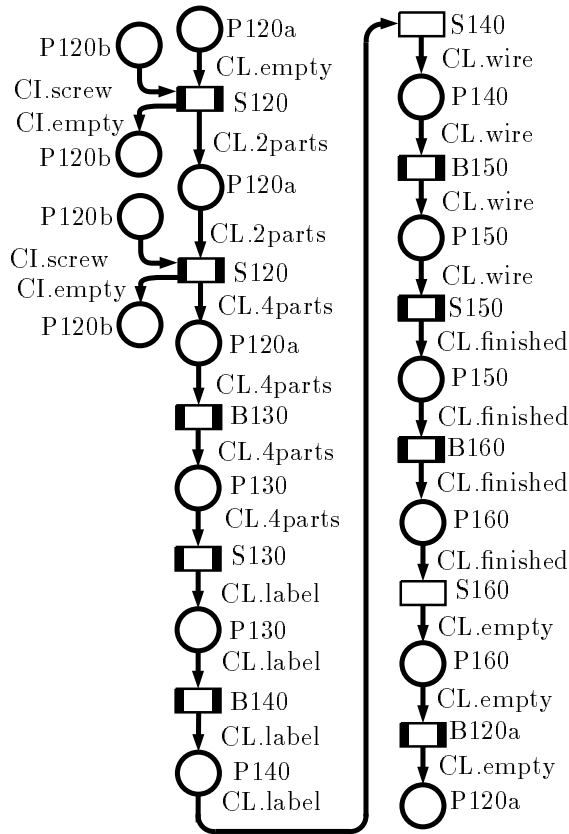 P120a
P120b
CL.empty
CI.screw
S120
CI.empty
P120b
CL.2parts
P120a
P120b
CL.2parts
CI.screw
S120
CI.empty
CL.4parts
P120b
P120a
CL.4parts
B130
CL.4parts
P130
CL.4parts
S130
CL.label
P130
CL.label
B140
CL.label
P140
CL.label
S140
CL.wire
P140
CL.wire
B150
CL.wire
P150
CL.wire
S150
CL.finished
P150
CL.finished
B160
CL.finished
P160
CL.finished
S160
CL.empty
P160
CL.empty
B120a
CL.empty
P120a